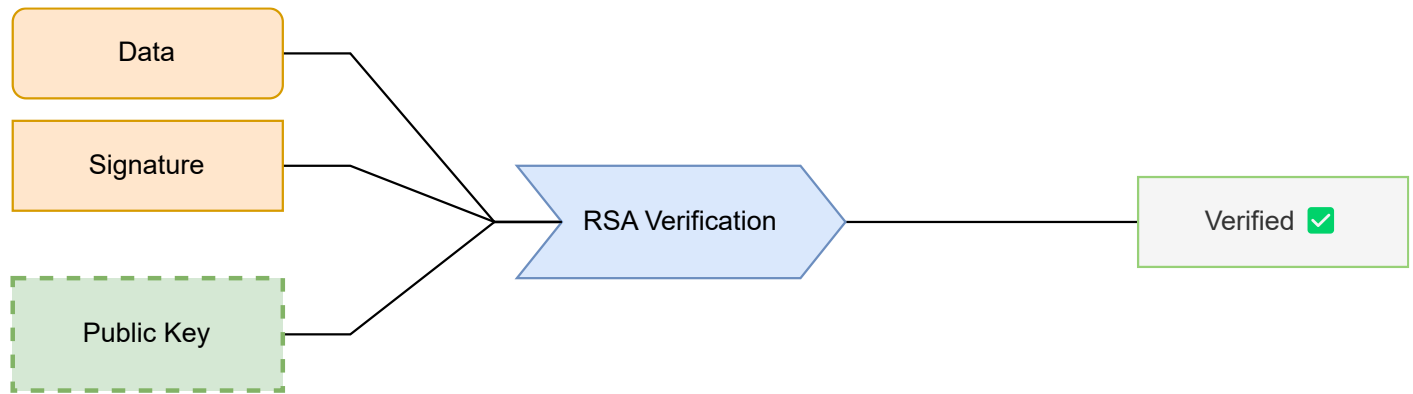 Data
Signature
Public Key
RSA Verification
Verified ✅